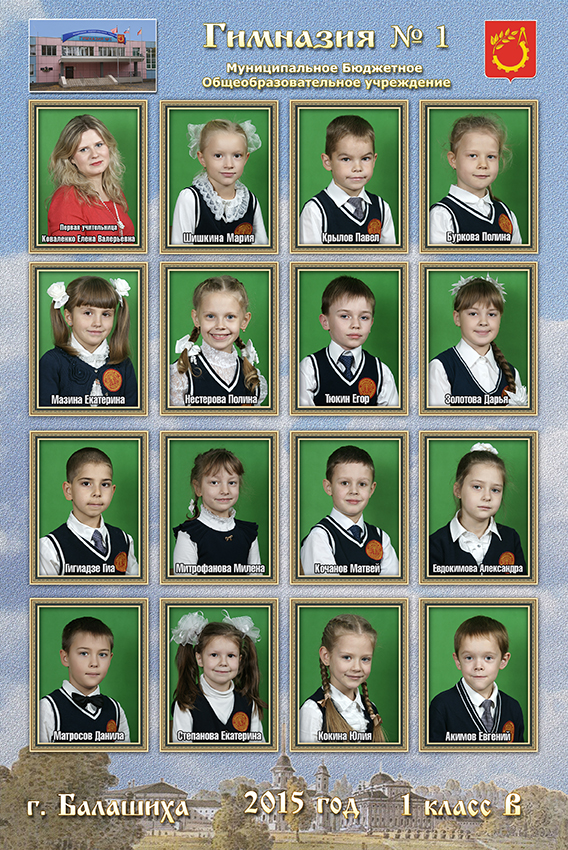 Гимназия № 1
Муниципальное Бюджетное
Общеобразовательное учреждение
Первая учительница
Коваленко Елена Валерьевна
Шишкина Мария
Крылов Павел
Буркова Полина
Мазина Екатерина
Нестерова Полина
Тюкин Егор
Золотова Дарья
Гигиадзе Гиа
Митрофанова Милена
Кочанов Матвей
Евдокимова Александра
Матросов Данила
Степанова Екатерина
Кокина Юлия
Акимов Евгений
г. Балашиха
2015 год
1 класс В